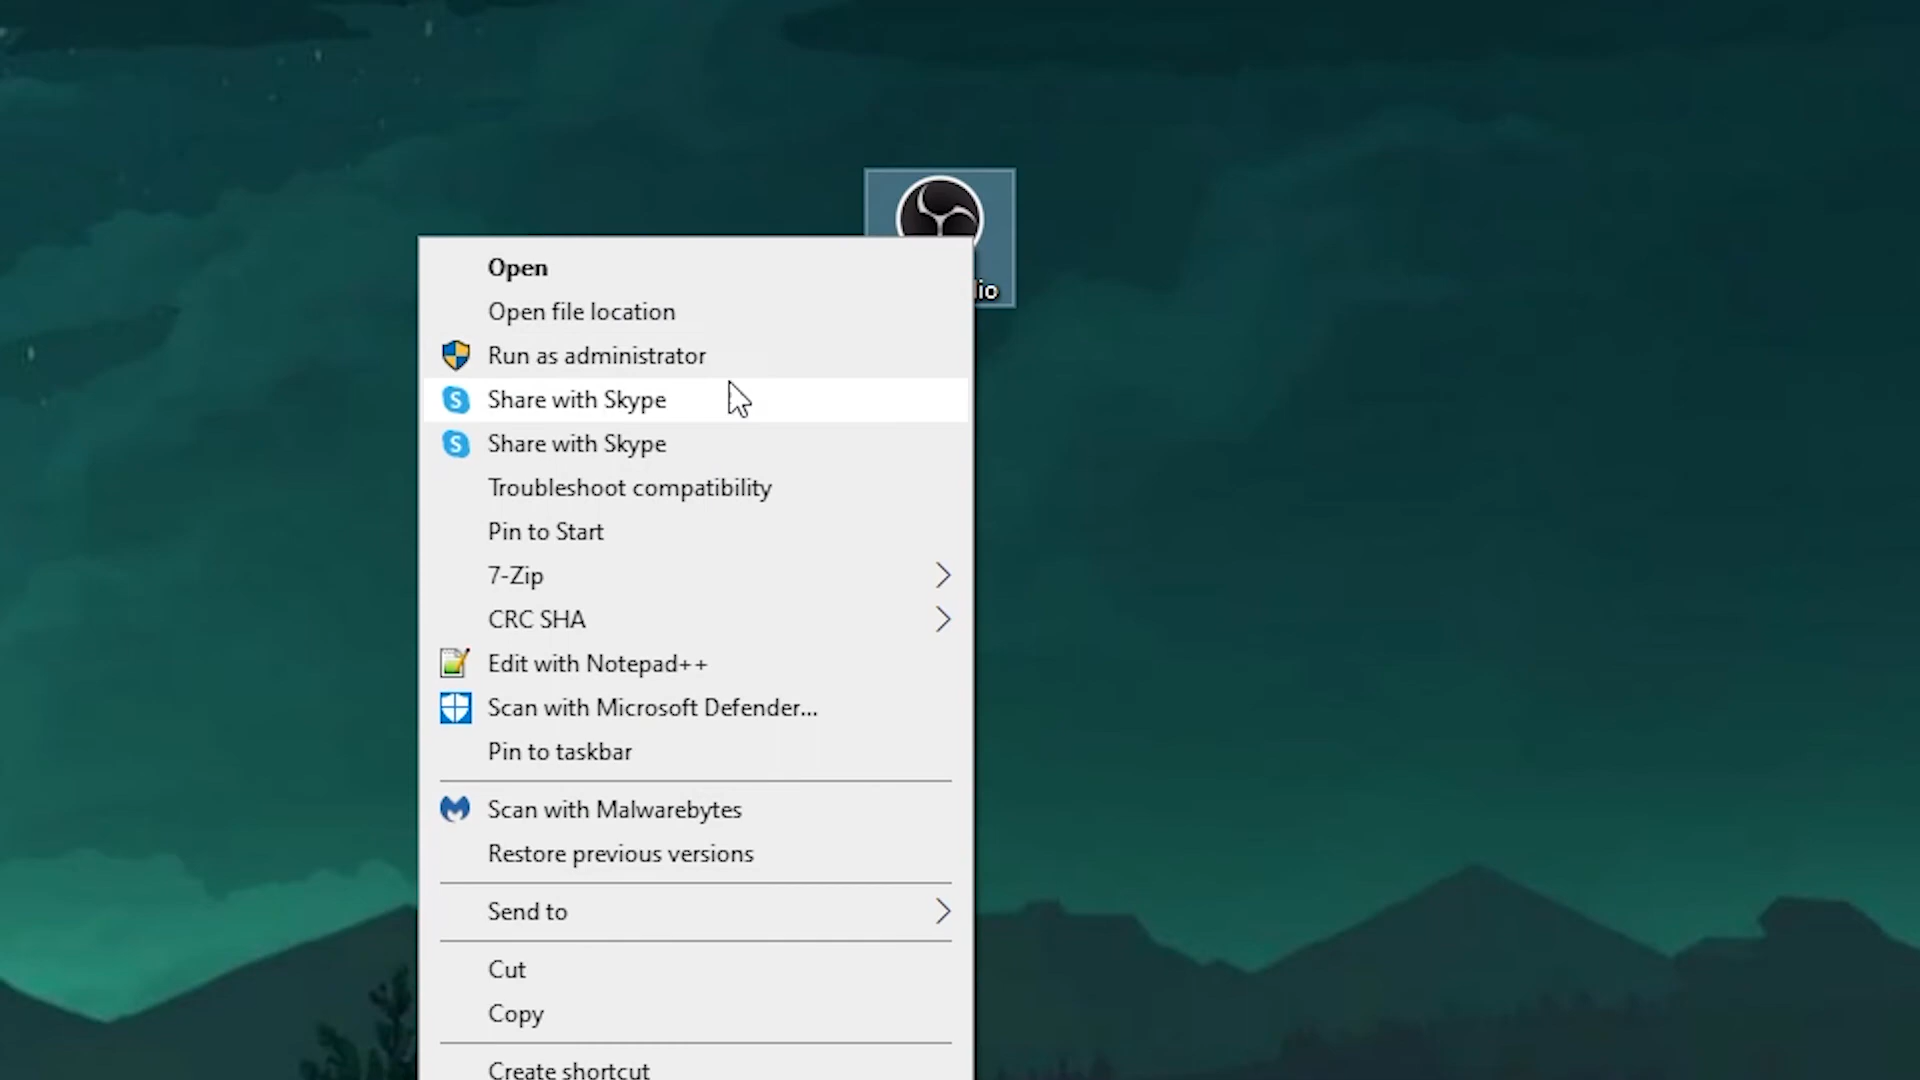 Open
Open file location
Run as administrator
Share with Skype
Share with Skype
Troubleshoot compatibility
Pin to Start
7-Zip
CRC SHA
Edit with Notepad++
Scan with Microsoft Defender...
Pin to taskbar
Scan with Malwarebytes
Restore previous versions
Send to
Cut
Copy
Create shortcut